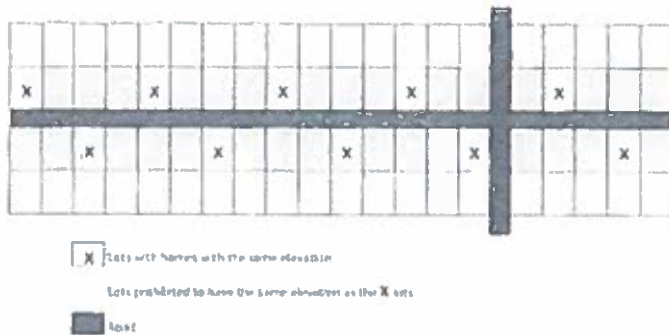 X X X X X
X X X X X
X Lots with homes with the same elevation
Lots prohibited to have the same elevation as the X lots
Road